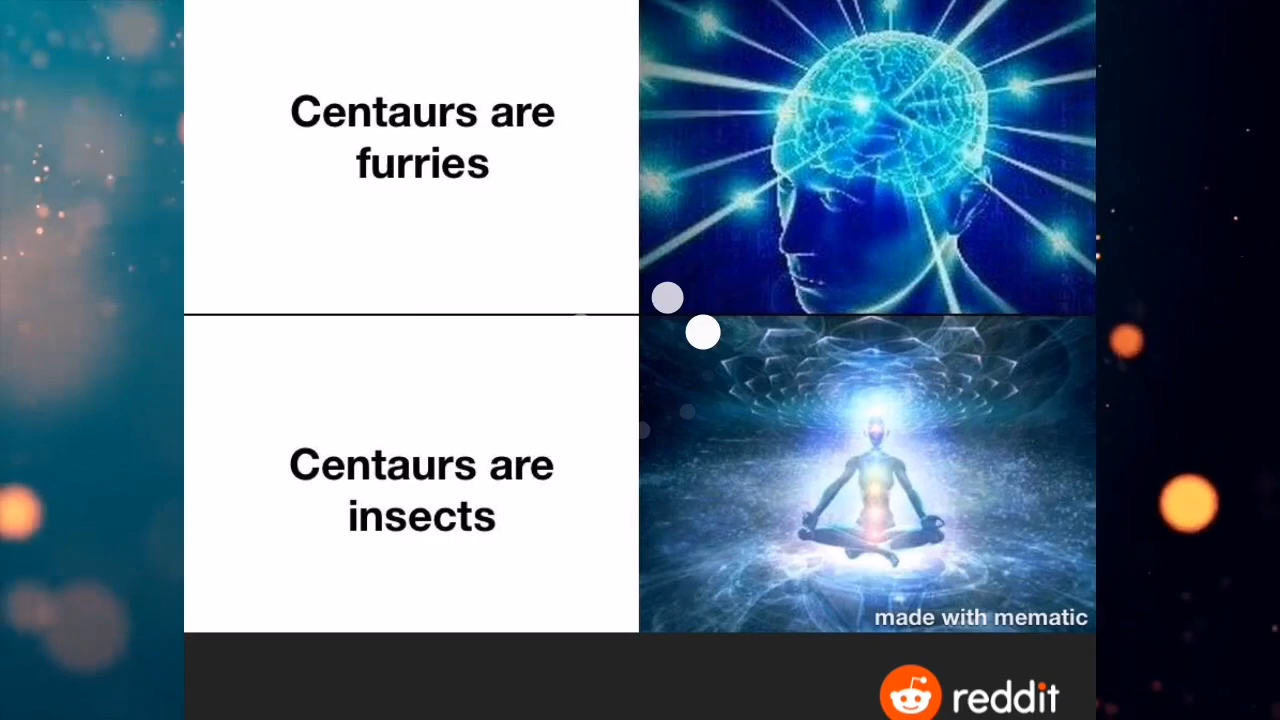 Centaurs are
furries
Centaurs are
insects
made with mematic
reddit